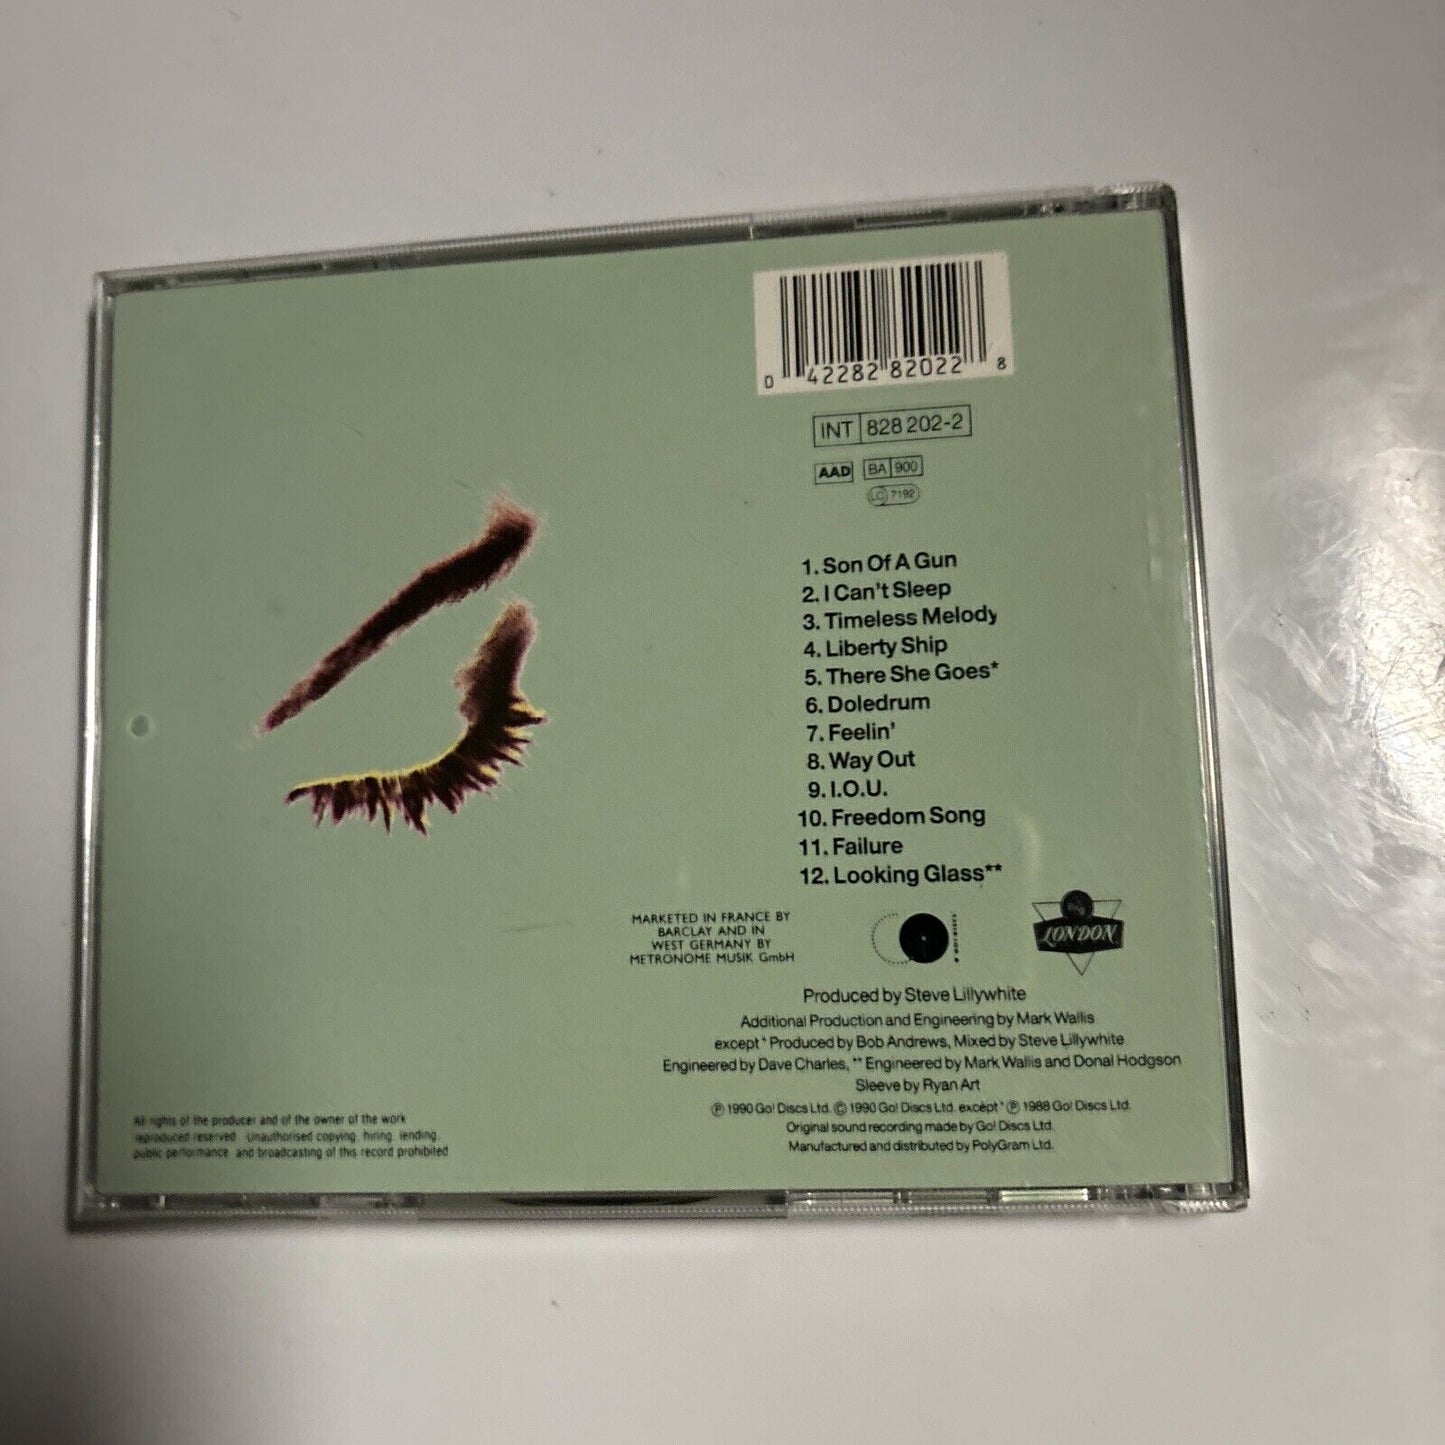 0 42282 82022 8
INT 828 202-2
AAD BA 900
LC 7192
1. Son Of A Gun
2. I Can't Sleep
3. Timeless Melody
4. Liberty Ship
5. There She Goes*
6. Doledrum
7. Feelin'
8. Way Out
9. I.O.U.
10. Freedom Song
11. Failure
12. Looking Glass**
MARKETED IN FRANCE BY
BARCLAY AND IN
WEST GERMANY BY
METRONOME MUSIK GmbH
LONDON
Produced by Steve Lillywhite
Additional Production and Engineering by Mark Wallis
except * Produced by Bob Andrews, Mixed by Steve Lillywhite
Engineered by Dave Charles, ** Engineered by Mark Wallis and Donal Hodgson
Sleeve by Ryan Art
℗ 1990 Go! Discs Ltd. © 1990 Go! Discs Ltd. except * ℗ 1988 Go! Discs Ltd.
Original sound recording made by Go! Discs Ltd.
Manufactured and distributed by PolyGram Ltd.
All rights of the producer and of the owner of the work
reproduced reserved. Unauthorised copying, hiring, lending,
public performance and broadcasting of this record prohibited